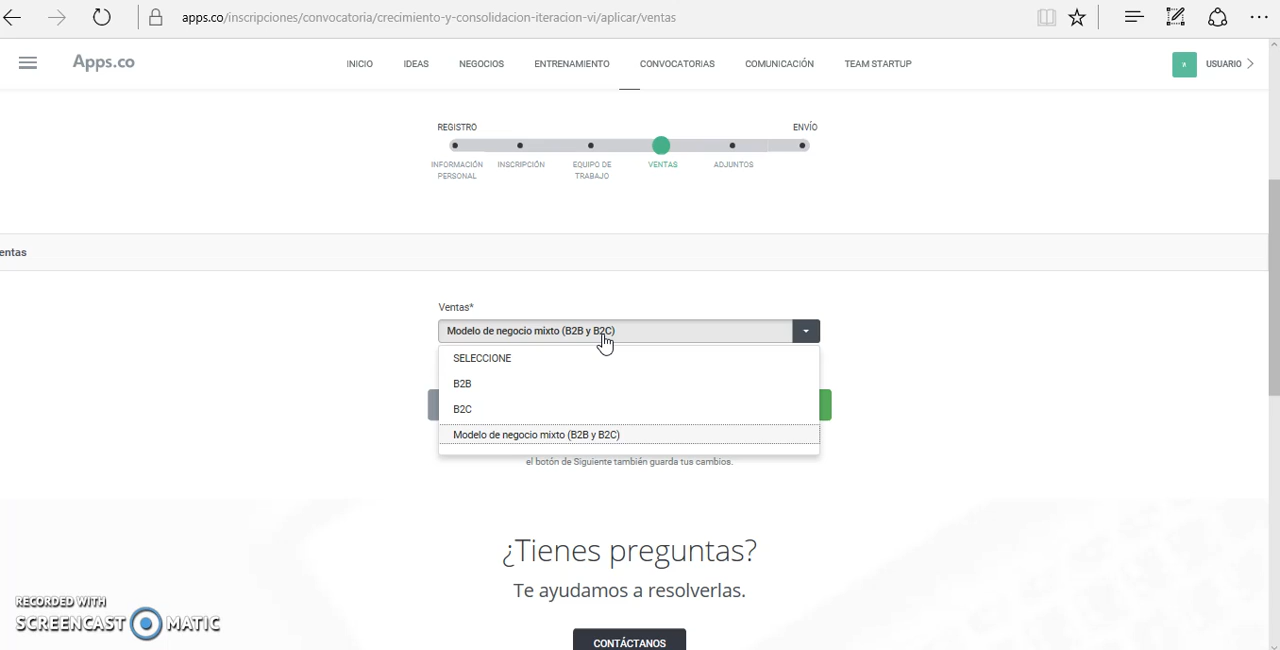 apps.co/inscripciones/convocatoria/crecimiento-y-consolidacion-iteracion-vi/aplicar/ventas
Apps.co
INICIO
IDEAS
NEGOCIOS
ENTRENAMIENTO
CONVOCATORIAS
COMUNICACIÓN
TEAM STARTUP
USUARIO
REGISTRO
ENVÍO
INFORMACIÓN
PERSONAL
INSCRIPCIÓN
EQUIPO DE
TRABAJO
VENTAS
ADJUNTOS
entas
Ventas*
Modelo de negocio mixto (B2B y B2C)
SELECCIONE
B2B
B2C
Modelo de negocio mixto (B2B y B2C)
el botón de Siguiente también guarda tus cambios.
¿Tienes preguntas?
Te ayudamos a resolverlas.
CONTÁCTANOS
RECORDED WITH
SCREENCAST MATIC